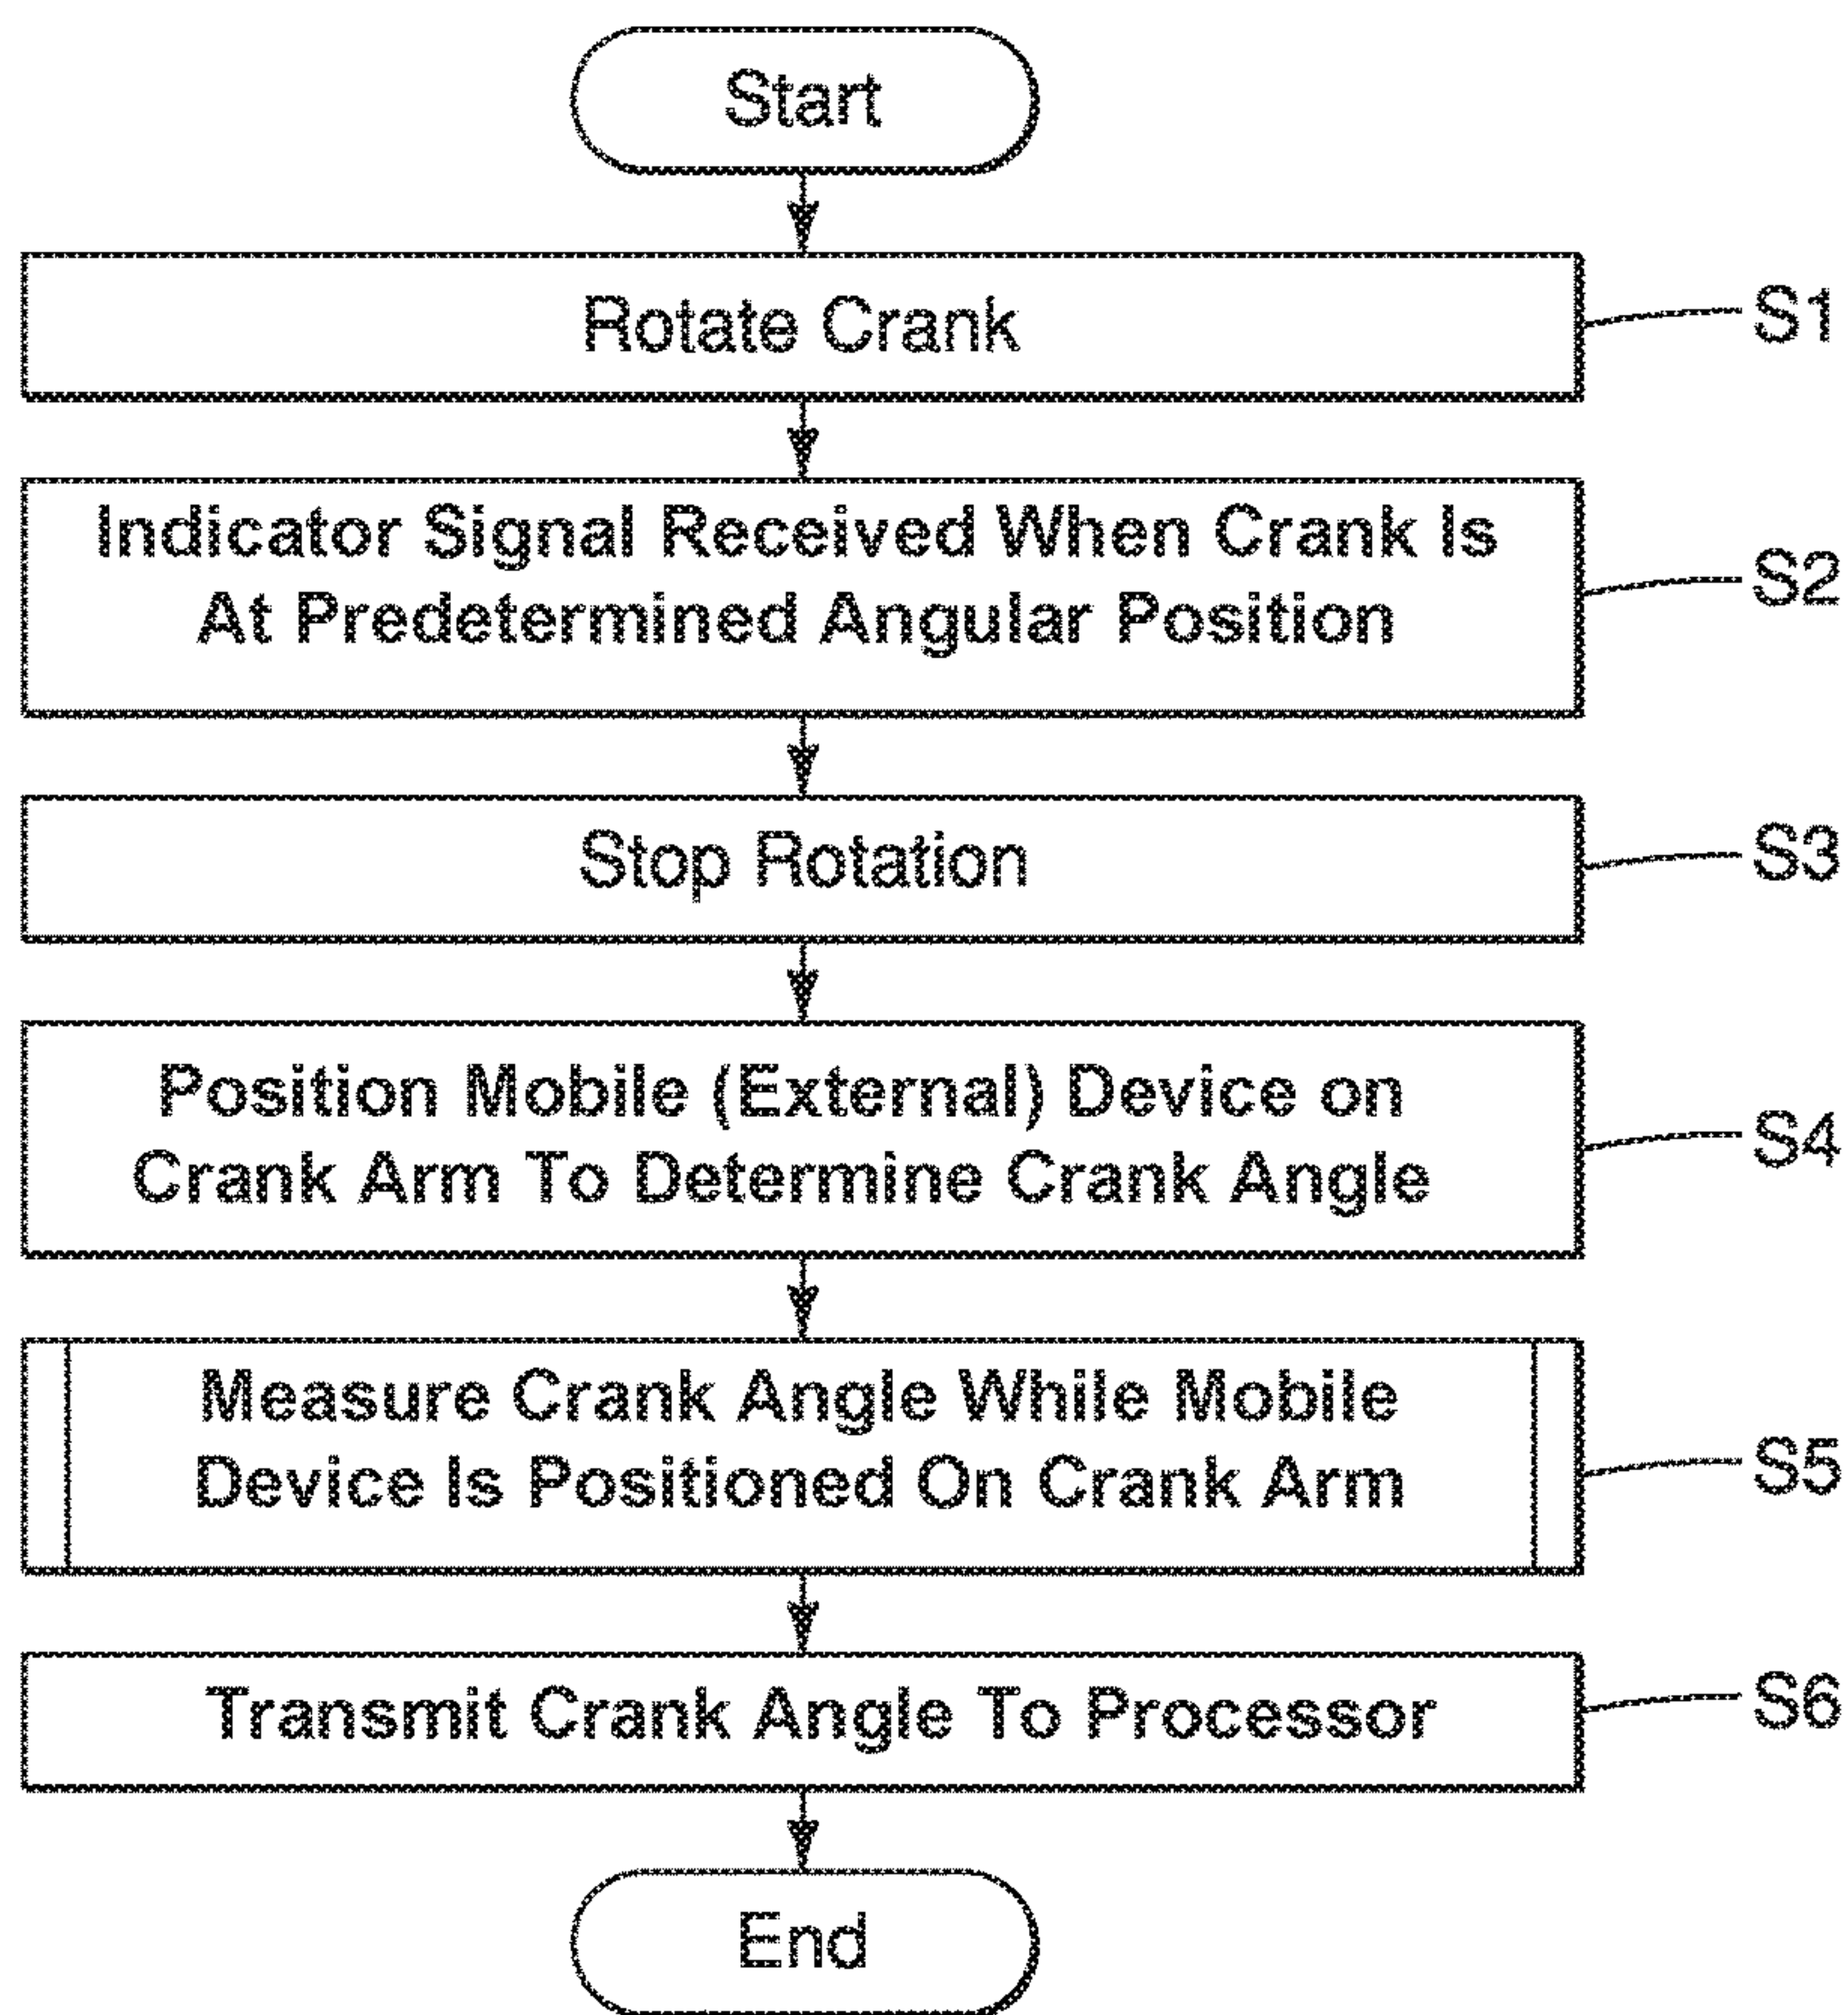 Start
Rotate Crank
S1
Indicator Signal Received When Crank Is
At Predetermined Angular Position
S2
Stop Rotation
S3
Position Mobile (External) Device on
Crank Arm To Determine Crank Angle
S4
Measure Crank Angle While Mobile
Device Is Positioned On Crank Arm
S5
Transmit Crank Angle To Processor
S6
End